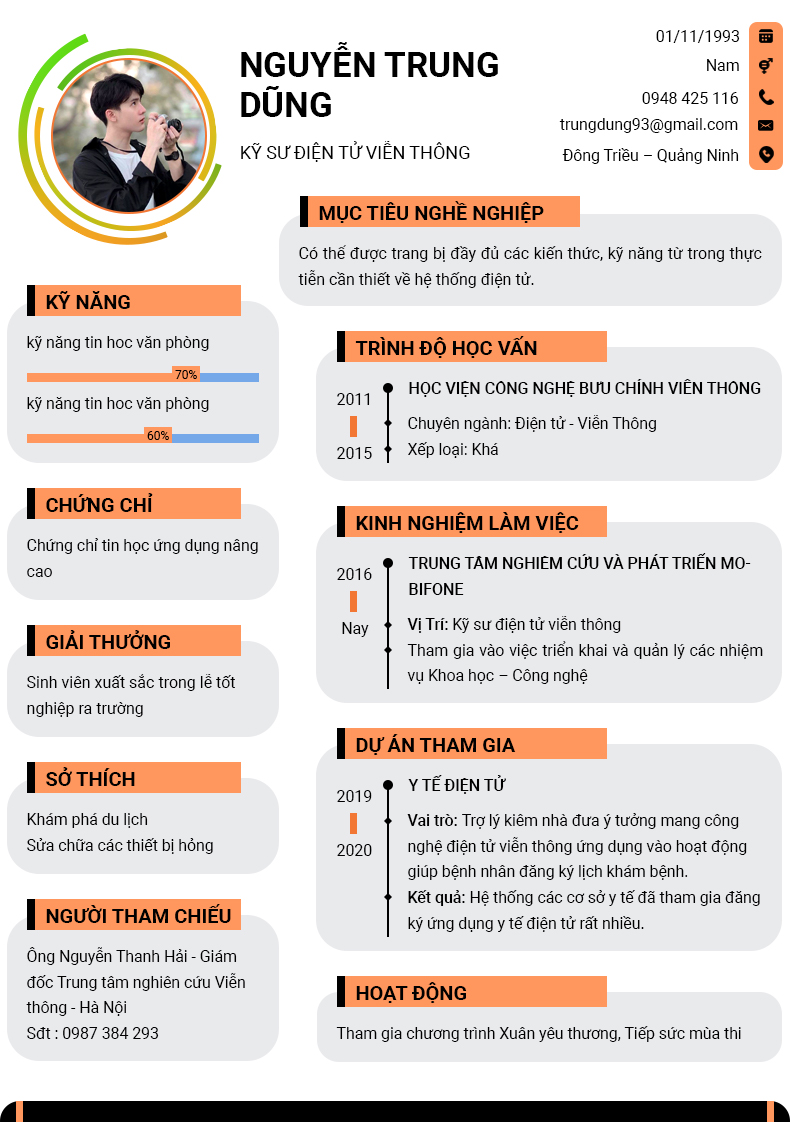 NGUYỄN TRUNG
DŨNG
KỸ SƯ ĐIỆN TỬ VIỄN THÔNG
01/11/1993
Nam
0948 425 116
trungdung93@gmail.com
Đông Triều – Quảng Ninh
MỤC TIÊU NGHỀ NGHIỆP
Có thể được trang bị đầy đủ các kiến thức, kỹ năng từ trong thực
tiễn cần thiết về hệ thống điện tử.
KỸ NĂNG
kỹ năng tin hoc văn phòng
70%
kỹ năng tin hoc văn phòng
60%
CHỨNG CHỈ
Chứng chỉ tin học ứng dụng nâng
cao
GIẢI THƯỞNG
Sinh viên xuất sắc trong lễ tốt
nghiệp ra trường
SỞ THÍCH
Khám phá du lịch
Sửa chữa các thiết bị hỏng
NGƯỜI THAM CHIẾU
Ông Nguyễn Thanh Hải - Giám
đốc Trung tâm nghiên cứu Viễn
thông - Hà Nội
Sđt : 0987 384 293
TRÌNH ĐỘ HỌC VẤN
2011
2015
HỌC VIỆN CÔNG NGHỆ BƯU CHÍNH VIỄN THÔNG
Chuyên ngành: Điện tử - Viễn Thông
Xếp loại: Khá
KINH NGHIỆM LÀM VIỆC
2016
Nay
TRUNG TÂM NGHIÊM CỨU VÀ PHÁT TRIỂN MO-
BIFONE
Vị Trí: Kỹ sư điện tử viễn thông
Tham gia vào việc triển khai và quản lý các nhiệm
vụ Khoa học – Công nghệ
DỰ ÁN THAM GIA
2019
2020
Y TẾ ĐIỆN TỬ
Vai trò: Trợ lý kiêm nhà đưa ý tưởng mang công
nghệ điện tử viễn thông ứng dụng vào hoạt động
giúp bệnh nhân đăng ký lịch khám bệnh.
Kết quả: Hệ thống các cơ sở y tế đã tham gia đăng
ký ứng dụng y tế điện tử rất nhiều.
HOẠT ĐỘNG
Tham gia chương trình Xuân yêu thương, Tiếp sức mùa thi